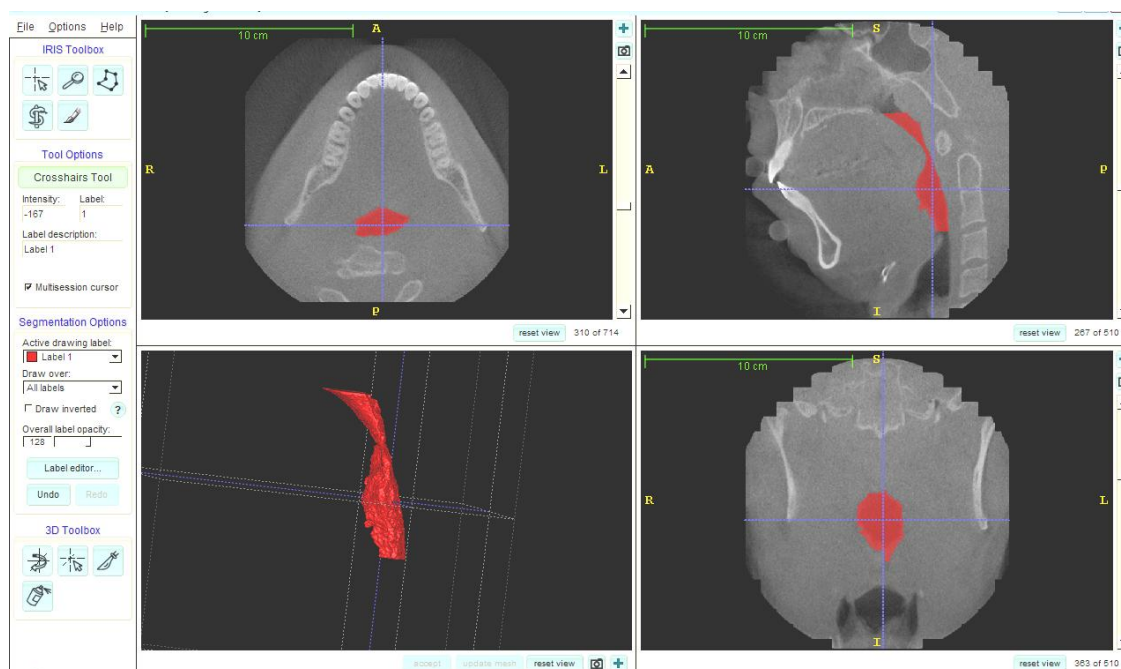 File Options Help
IRIS Toolbox
Tool Options
Crosshairs Tool
Intensity: Label:
-167 1
Label description:
Label 1
Multisession cursor
Segmentation Options
Active drawing label:
Label 1
Draw over:
All labels
Draw inverted ?
Overall label opacity:
128
Label editor...
Undo Redo
3D Toolbox
10 cm
A
R
L
P
reset view 310 of 714
10 cm
S
A
P
I
reset view 267 of 510
accept update mesh reset view
10 cm
S
R
L
I
reset view 363 of 510